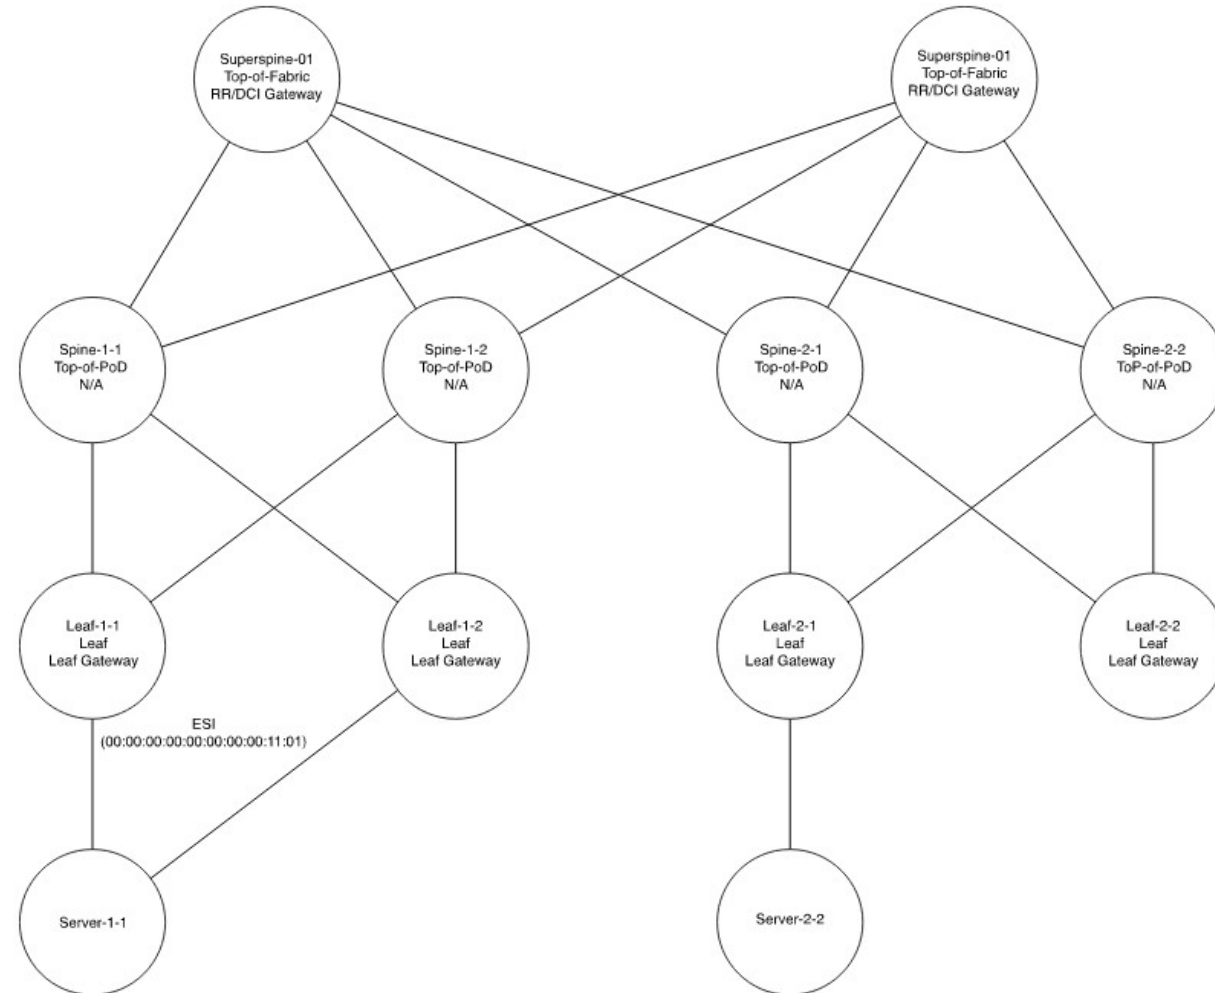 Superspine-01
Top-of-Fabric
RR/DCI Gateway
Superspine-01
Top-of-Fabric
RR/DCI Gateway
Spine-1-1
Top-of-PoD
N/A
Spine-1-2
Top-of-PoD
N/A
Spine-2-1
Top-of-PoD
N/A
Spine-2-2
ToP-of-PoD
N/A
Leaf-1-1
Leaf
Leaf Gateway
Leaf-1-2
Leaf
Leaf Gateway
Leaf-2-1
Leaf
Leaf Gateway
Leaf-2-2
Leaf
Leaf Gateway
ESI
(00:00:00:00:00:00:00:00:11:01)
Server-1-1
Server-2-2